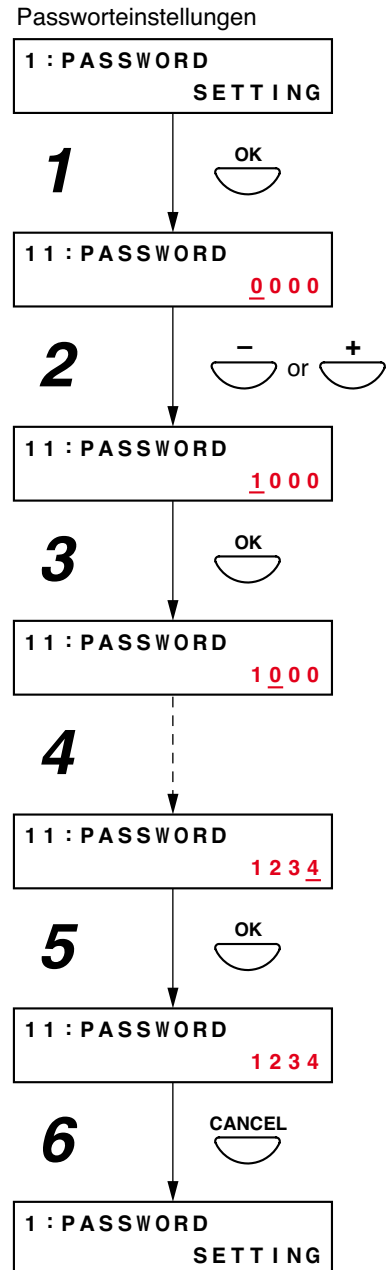 Passworteinstellungen
1:PASSWORD
SETTING
1
OK
11:PASSWORD
0000
2
− or +
11:PASSWORD
1000
3
OK
11:PASSWORD
1000
4
11:PASSWORD
1234
5
OK
11:PASSWORD
1234
6
CANCEL
1:PASSWORD
SETTING